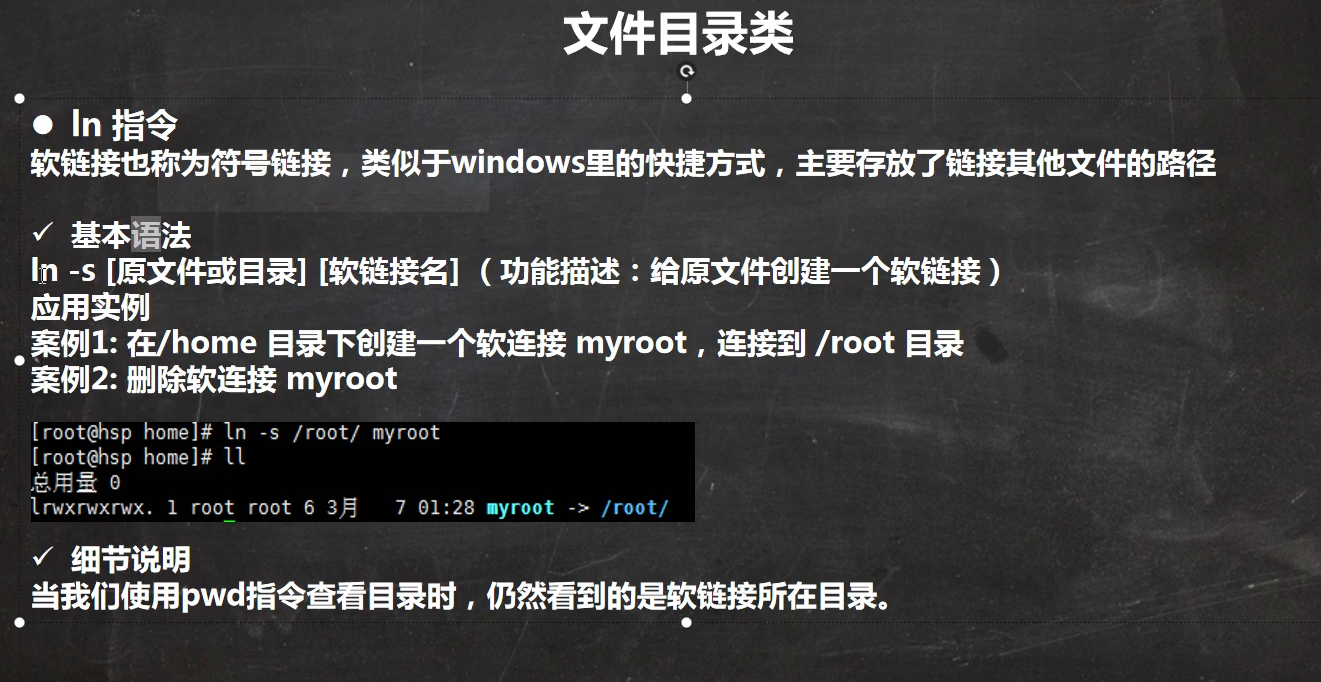 文件目录类
● ln 指令
软链接也称为符号链接，类似于windows里的快捷方式，主要存放了链接其他文件的路径
✓ 基本语法
ln -s [原文件或目录] [软链接名] （功能描述：给原文件创建一个软链接）
应用实例
案例1: 在/home 目录下创建一个软连接 myroot，连接到 /root 目录
案例2: 删除软连接 myroot
[root@hsp home]# ln -s /root/ myroot
[root@hsp home]# ll
总用量 0
lrwxrwxrwx. 1 root root 6 3月 7 01:28 myroot -> /root/
✓ 细节说明
当我们使用pwd指令查看目录时，仍然看到的是软链接所在目录。